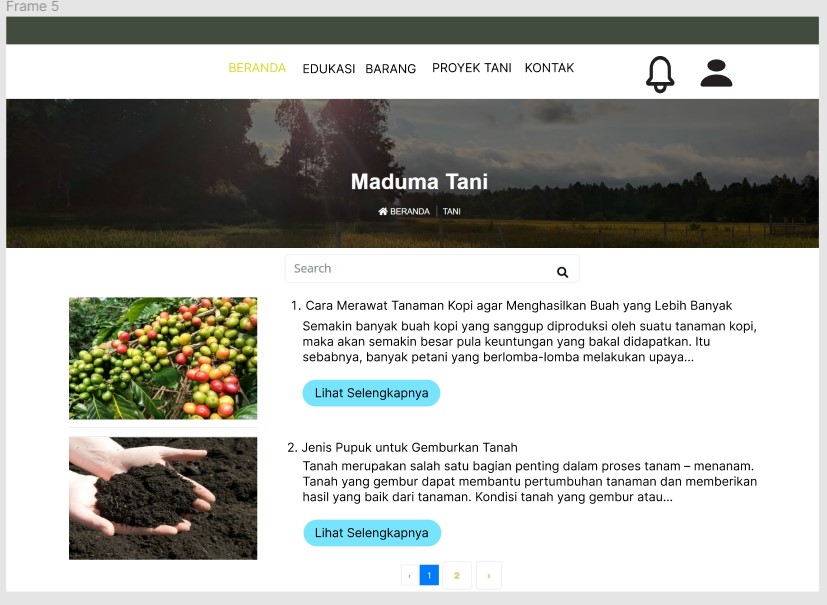 Frame 5
BERANDA EDUKASI BARANG PROYEK TANI KONTAK
Maduma Tani
BERANDA | TANI
Search
1. Cara Merawat Tanaman Kopi agar Menghasilkan Buah yang Lebih Banyak
Semakin banyak buah kopi yang sanggup diproduksi oleh suatu tanaman kopi,
maka akan semakin besar pula keuntungan yang bakal didapatkan. Itu
sebabnya, banyak petani yang berlomba-lomba melakukan upaya...
Lihat Selengkapnya
2. Jenis Pupuk untuk Gemburkan Tanah
Tanah merupakan salah satu bagian penting dalam proses tanam – menanam.
Tanah yang gembur dapat membantu pertumbuhan tanaman dan memberikan
hasil yang baik dari tanaman. Kondisi tanah yang gembur atau...
Lihat Selengkapnya
‹ 1 2 ›